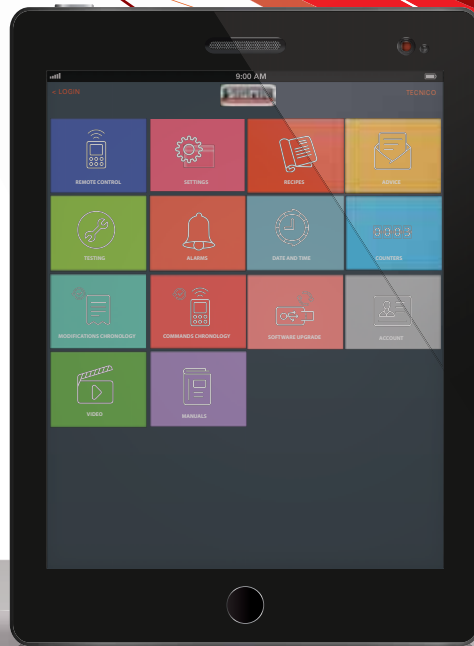 9:00 AM
« LOGIN
TECNICO
REMOTE CONTROL
SETTINGS
RECIPES
ADVICE
TESTING
ALARMS
DATE AND TIME
0005
COUNTERS
MODIFICATIONS CHRONOLOGY
COMMANDS CHRONOLOGY
SOFTWARE UPGRADE
ACCOUNT
VIDEO
MANUALS